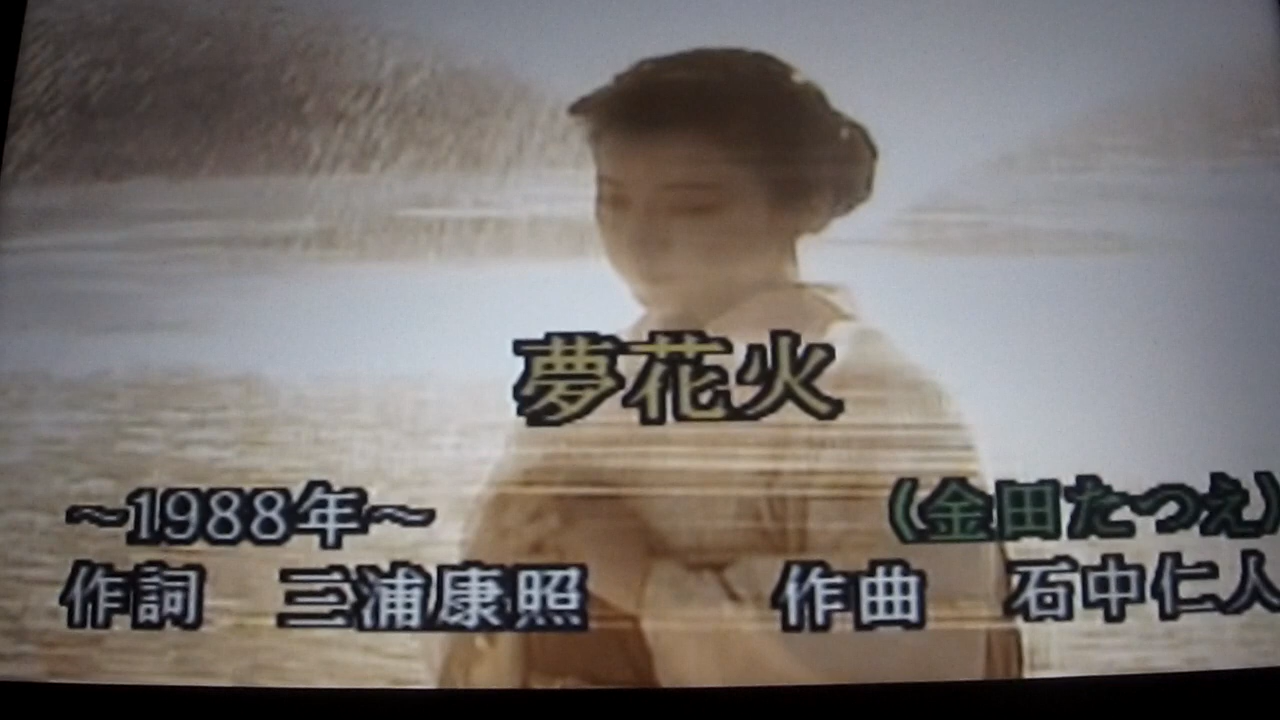 夢花火
~1988年~ (金田たつえ)
作詞 三浦康照 作曲 石中仁人